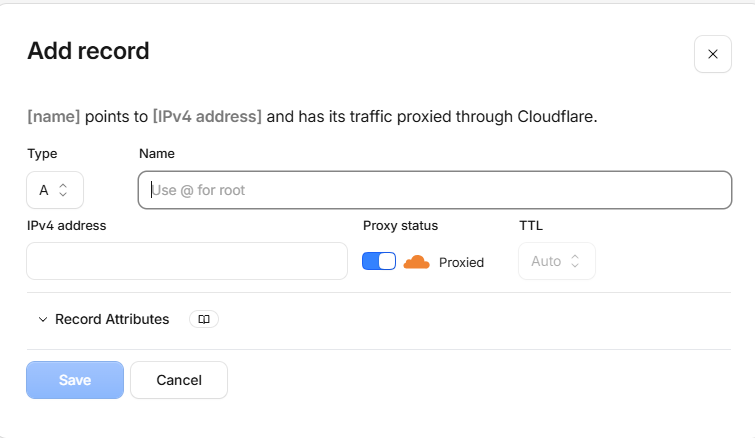 Add record
[name] points to [IPv4 address] and has its traffic proxied through Cloudflare.
Type Name
A Use @ for root
IPv4 address Proxy status TTL
Proxied Auto
Record Attributes
Save Cancel